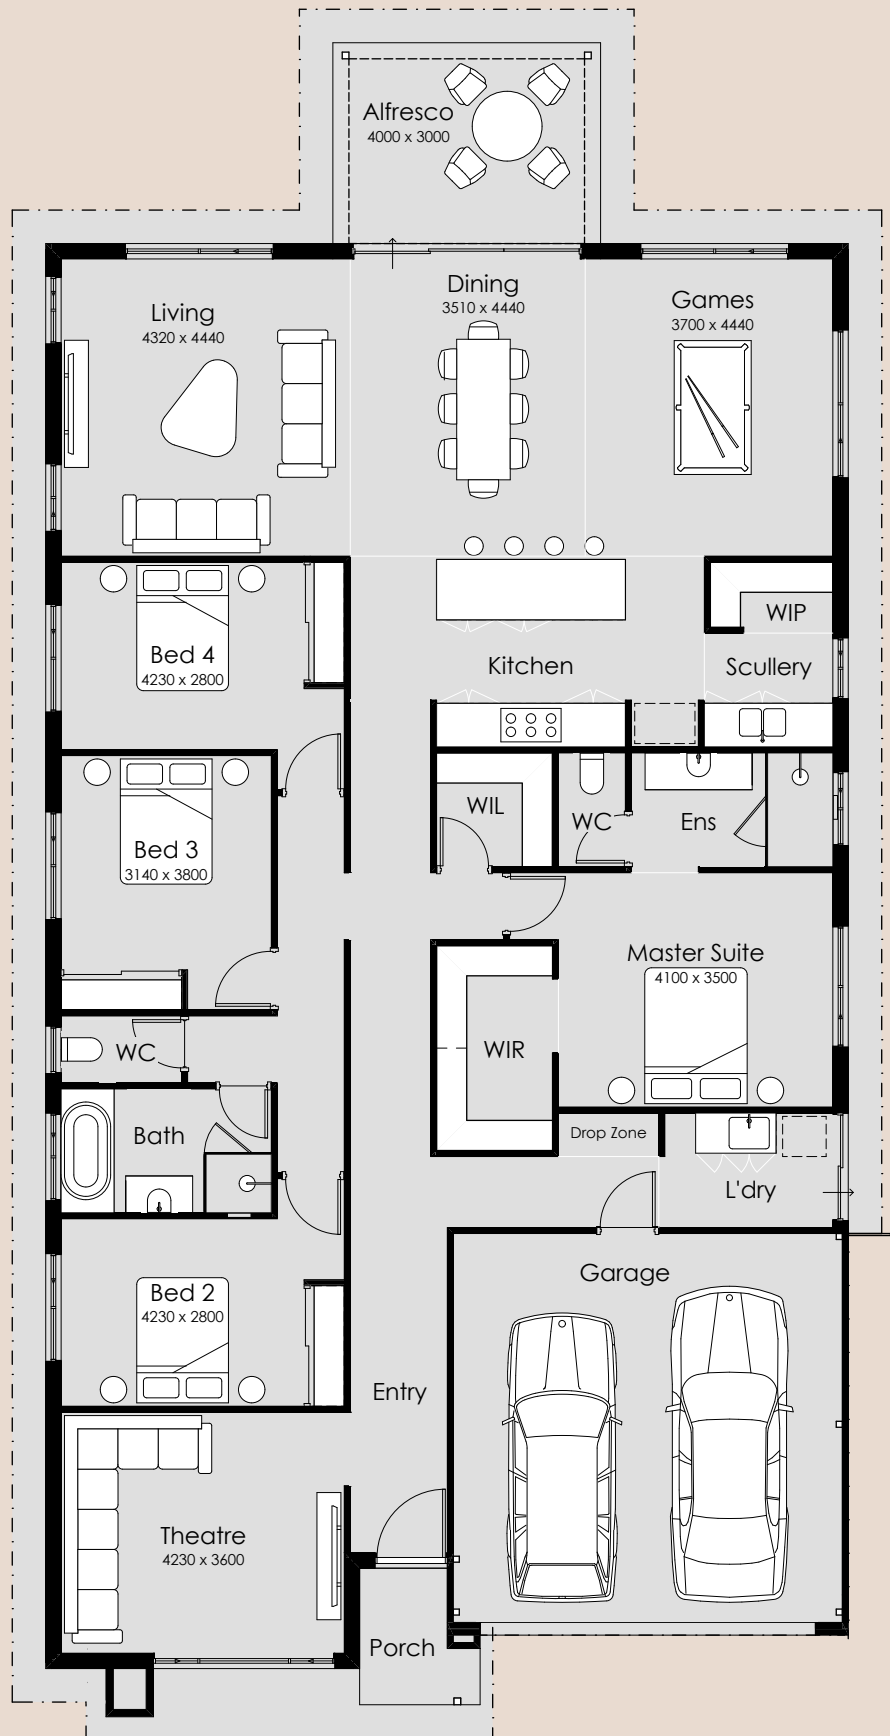 Alfresco
4000 x 3000
Living
4320 x 4440
Dining
3510 x 4440
Games
3700 x 4440
WIP
Bed 4
4230 x 2800
Kitchen
Scullery
WIL
WC
Ens
Bed 3
3140 x 3800
Master Suite
4100 x 3500
WC
WIR
Bath
Drop Zone
L'dry
Bed 2
4230 x 2800
Garage
Entry
Theatre
4230 x 3600
Porch